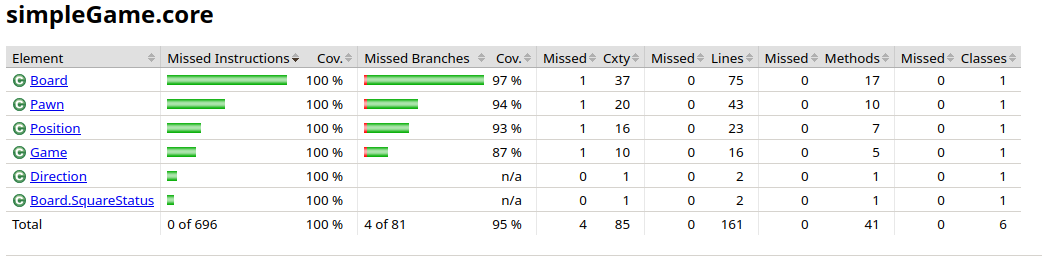 simpleGame.core
Element Missed Instructions Cov. Missed Branches Cov. Missed Cxty Missed Lines Missed Methods Missed Classes
C Board 100 % 97 % 1 37 0 75 0 17 0 1
C Pawn 100 % 94 % 1 20 0 43 0 10 0 1
C Position 100 % 93 % 1 16 0 23 0 7 0 1
C Game 100 % 87 % 1 10 0 16 0 5 0 1
C Direction 100 % n/a 0 1 0 2 0 1 0 1
C Board.SquareStatus 100 % n/a 0 1 0 2 0 1 0 1
Total 0 of 696 100 % 4 of 81 95 % 4 85 0 161 0 41 0 6